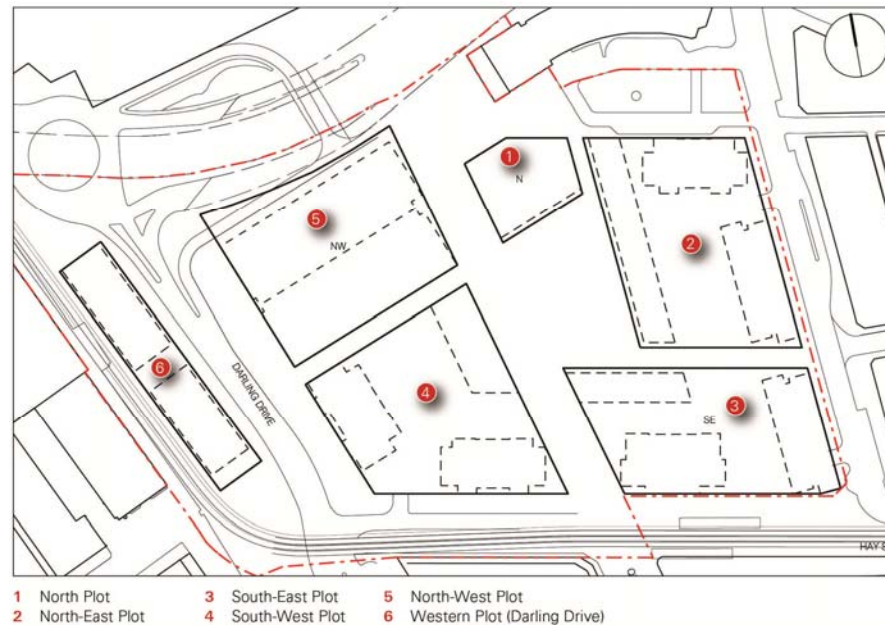 1
N
2
5
NW
6
DARLING DRIVE
4
3
SE
HAY S
1 North Plot 3 South-East Plot 5 North-West Plot
2 North-East Plot 4 South-West Plot 6 Western Plot (Darling Drive)